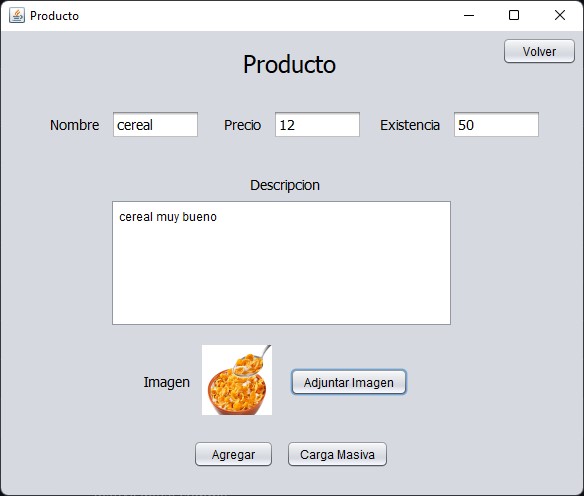 Producto
Volver
Producto
Nombre cereal Precio 12 Existencia 50
Descripcion
cereal muy bueno
Imagen Adjuntar Imagen
Agregar Carga Masiva